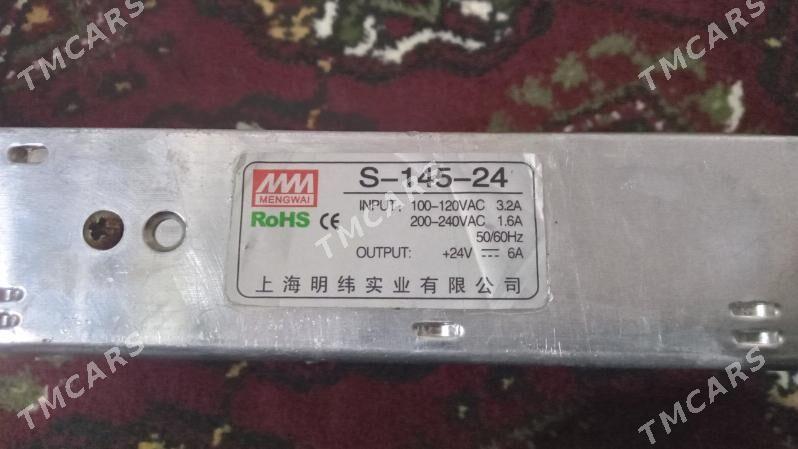 TMCARS TMCARS
TMCARS
S-145-24
MENGWAI
INPUT: 100-120VAC 3.2A
200-240VAC 1.6A
50/60Hz
RoHS CE
OUTPUT: +24V 6A
上海明纬实业有限公司
TMCARS
TMCARS TMCARS